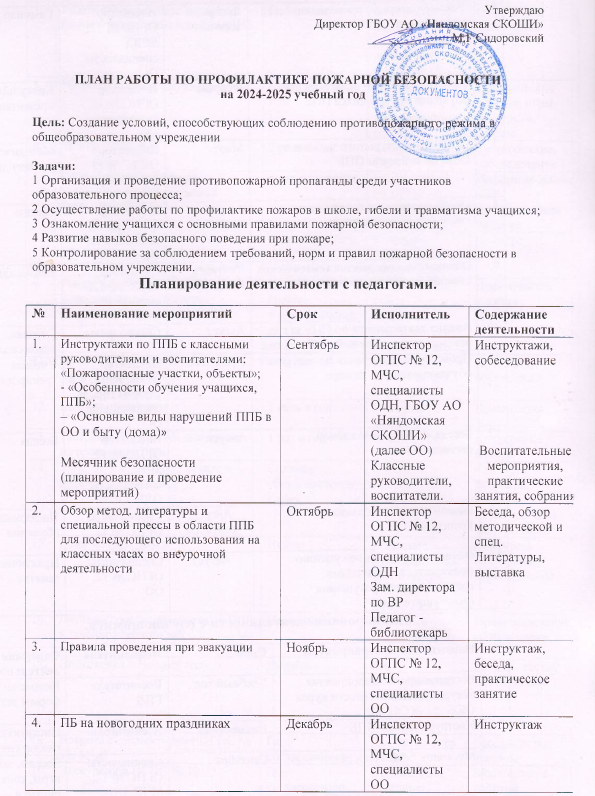 Утверждаю
Директор ГБОУ АО «Няндомская СКОШИ»
М.Г.Сидоровский
ДОКУМЕНТОВ
ПЛАН РАБОТЫ ПО ПРОФИЛАКТИКЕ ПОЖАРНОЙ БЕЗОПАСНОСТИ
на 2024-2025 учебный год
Цель: Создание условий, способствующих соблюдению противопожарного режима в
общеобразовательном учреждении
Задачи:
1 Организация и проведение противопожарной пропаганды среди участников
образовательного процесса;
2 Осуществление работы по профилактике пожаров в школе, гибели и травматизма учащихся;
3 Ознакомление учащихся с основными правилами пожарной безопасности;
4 Развитие навыков безопасного поведения при пожаре;
5 Контролирование за соблюдением требований, норм и правил пожарной безопасности в
образовательном учреждении.
Планирование деятельности с педагогами.
№ Наименование мероприятий Срок Исполнитель Содержание
деятельности
1.
Инструктажи по ППБ с классными
руководителями и воспитателями:
«Пожароопасные участки, объекты»;
- «Особенности обучения учащихся,
ППБ»;
– «Основные виды нарушений ППБ в
ОО и быту (дома)»
Месячник безопасности
(планирование и проведение
мероприятий)
Сентябрь
Инспектор
ОГПС № 12,
МЧС,
специалисты
ОДН, ГБОУ АО
«Няндомская
СКОШИ»
(далее ОО)
Классные
руководители,
воспитатели.
Инструктажи,
собеседование
Воспитательные
мероприятия,
практические
занятия, собрания
2.
Обзор метод. литературы и
специальной прессы в области ППБ
для последующего использования на
классных часах во внеурочной
деятельности
Октябрь
Инспектор
ОГПС № 12,
МЧС,
специалисты
ОДН
Зам. директора
по ВР
Педагог -
библиотекарь
Беседа, обзор
методической и
спец.
Литературы,
выставка
3.
Правила проведения при эвакуации
Ноябрь
Инспектор
ОГПС № 12,
МЧС,
специалисты
ОО
Инструктаж,
беседа,
практическое
занятие
4.
ПБ на новогодних праздниках
Декабрь
Инспектор
ОГПС № 12,
МЧС,
специалисты
ОО
Инструктаж